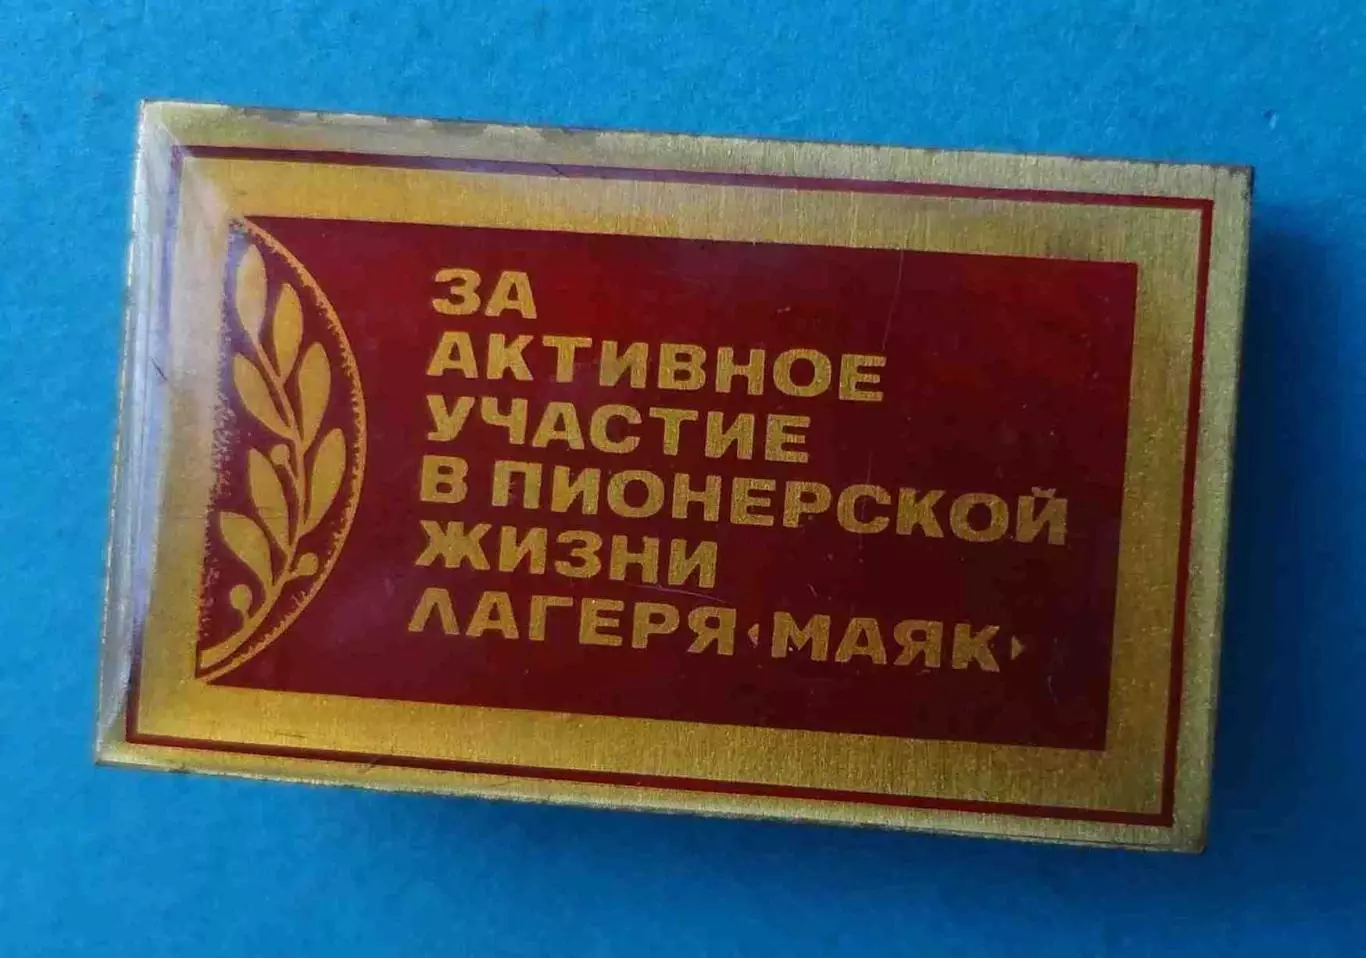 ЗА
АКТИВНОЕ
УЧАСТИЕ
В ПИОНЕРСКОЙ
ЖИЗНИ
ЛАГЕРЯ ‹МАЯК›